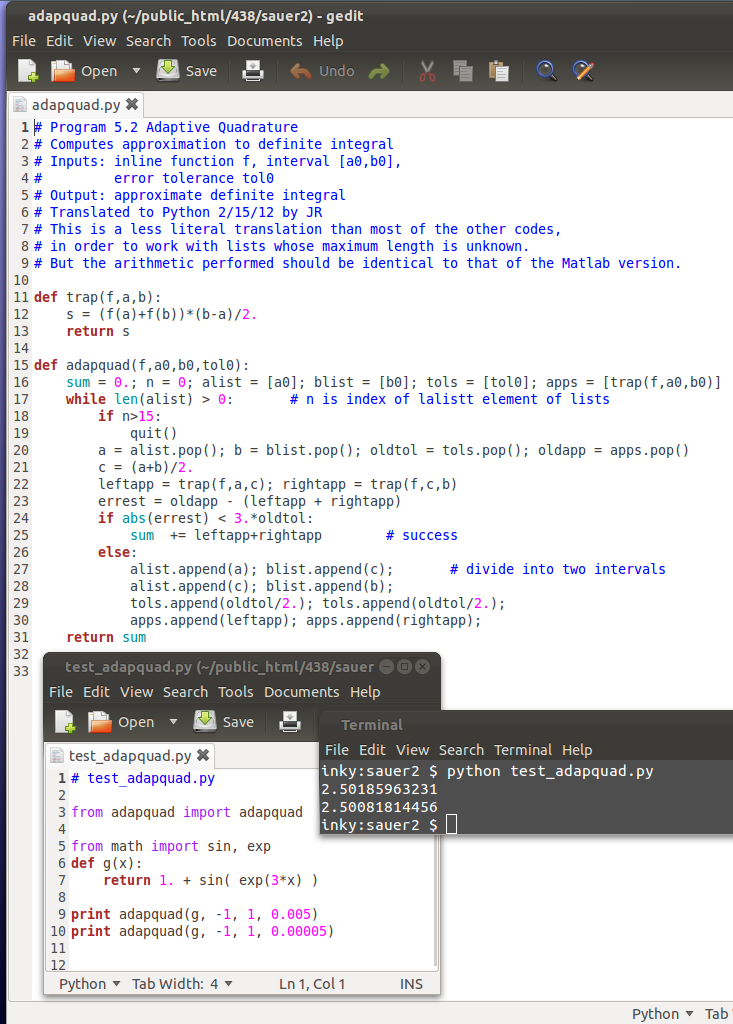 adapquad.py (~/public_html/438/sauer2) - gedit
File Edit View Search Tools Documents Help
Open Save Undo
adapquad.py
1 # Program 5.2 Adaptive Quadrature
2 # Computes approximation to definite integral
3 # Inputs: inline function f, interval [a0,b0],
4 #         error tolerance tol0
5 # Output: approximate definite integral
6 # Translated to Python 2/15/12 by JR
7 # This is a less literal translation than most of the other codes,
8 # in order to work with lists whose maximum length is unknown.
9 # But the arithmetic performed should be identical to that of the Matlab version.
10
11 def trap(f,a,b):
12     s = (f(a)+f(b))*(b-a)/2.
13     return s
14
15 def adapquad(f,a0,b0,tol0):
16     sum = 0.; n = 0; alist = [a0]; blist = [b0]; tols = [tol0]; apps = [trap(f,a0,b0)]
17     while len(alist) > 0:       # n is index of lalistt element of lists
18         if n>15:
19             quit()
20         a = alist.pop(); b = blist.pop(); oldtol = tols.pop(); oldapp = apps.pop()
21         c = (a+b)/2.
22         leftapp = trap(f,a,c); rightapp = trap(f,c,b)
23         errest = oldapp - (leftapp + rightapp)
24         if abs(errest) < 3.*oldtol:
25             sum  += leftapp+rightapp        # success
26         else:
27             alist.append(a); blist.append(c);       # divide into two intervals
28             alist.append(c); blist.append(b);
29             tols.append(oldtol/2.); tols.append(oldtol/2.);
30             apps.append(leftapp); apps.append(rightapp);
31     return sum
32
33
test_adapquad.py (~/public_html/438/sauer
File Edit View Search Tools Documents Help
Open Save
test_adapquad.py
1 # test_adapquad.py
2
3 from adapquad import adapquad
4
5 from math import sin, exp
6 def g(x):
7     return 1. + sin( exp(3*x) )
8
9 print adapquad(g, -1, 1, 0.005)
10 print adapquad(g, -1, 1, 0.00005)
11
12
Python Tab Width: 4 Ln 1, Col 1 INS
Terminal
File Edit View Search Terminal Help
inky:sauer2 $ python test_adapquad.py
2.50185963231
2.50081814456
inky:sauer2 $
Python Tab